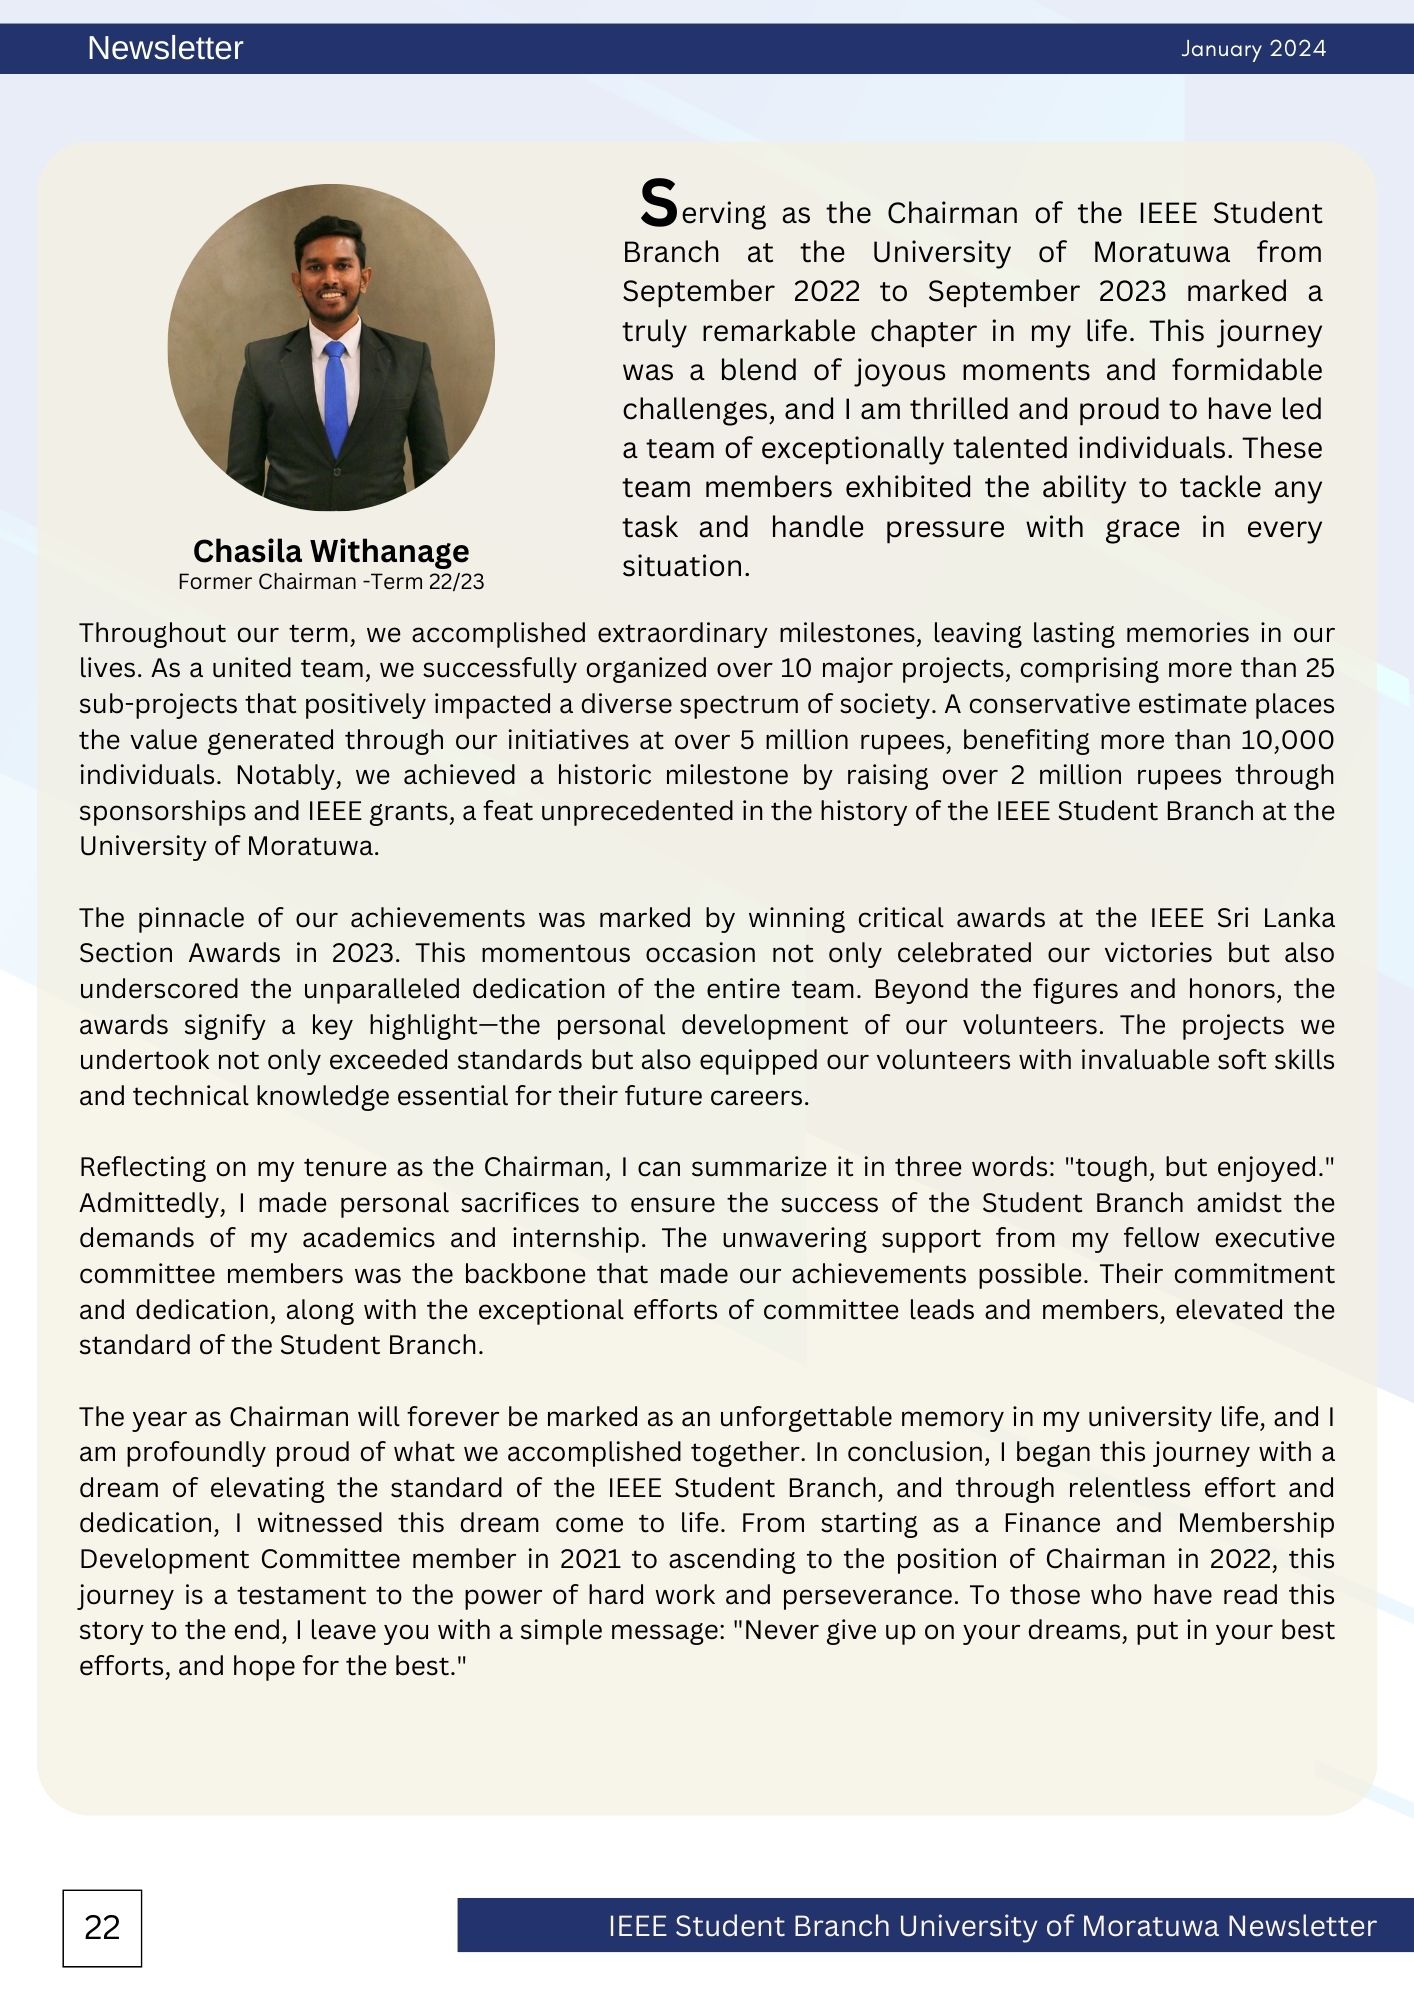 Newsletter
January 2024
Serving as the Chairman of the IEEE Student
Branch at the University of Moratuwa from
September 2022 to September 2023 marked a
truly remarkable chapter in my life. This journey
was a blend of joyous moments and formidable
challenges, and I am thrilled and proud to have led
a team of exceptionally talented individuals. These
team members exhibited the ability to tackle any
task and handle pressure with grace in every
situation.
Chasila Withanage
Former Chairman -Term 22/23
Throughout our term, we accomplished extraordinary milestones, leaving lasting memories in our
lives. As a united team, we successfully organized over 10 major projects, comprising more than 25
sub-projects that positively impacted a diverse spectrum of society. A conservative estimate places
the value generated through our initiatives at over 5 million rupees, benefiting more than 10,000
individuals. Notably, we achieved a historic milestone by raising over 2 million rupees through
sponsorships and IEEE grants, a feat unprecedented in the history of the IEEE Student Branch at the
University of Moratuwa.
The pinnacle of our achievements was marked by winning critical awards at the IEEE Sri Lanka
Section Awards in 2023. This momentous occasion not only celebrated our victories but also
underscored the unparalleled dedication of the entire team. Beyond the figures and honors, the
awards signify a key highlight—the personal development of our volunteers. The projects we
undertook not only exceeded standards but also equipped our volunteers with invaluable soft skills
and technical knowledge essential for their future careers.
Reflecting on my tenure as the Chairman, I can summarize it in three words: "tough, but enjoyed."
Admittedly, I made personal sacrifices to ensure the success of the Student Branch amidst the
demands of my academics and internship. The unwavering support from my fellow executive
committee members was the backbone that made our achievements possible. Their commitment
and dedication, along with the exceptional efforts of committee leads and members, elevated the
standard of the Student Branch.
The year as Chairman will forever be marked as an unforgettable memory in my university life, and I
am profoundly proud of what we accomplished together. In conclusion, I began this journey with a
dream of elevating the standard of the IEEE Student Branch, and through relentless effort and
dedication, I witnessed this dream come to life. From starting as a Finance and Membership
Development Committee member in 2021 to ascending to the position of Chairman in 2022, this
journey is a testament to the power of hard work and perseverance. To those who have read this
story to the end, I leave you with a simple message: "Never give up on your dreams, put in your best
efforts, and hope for the best."
22
IEEE Student Branch University of Moratuwa Newsletter